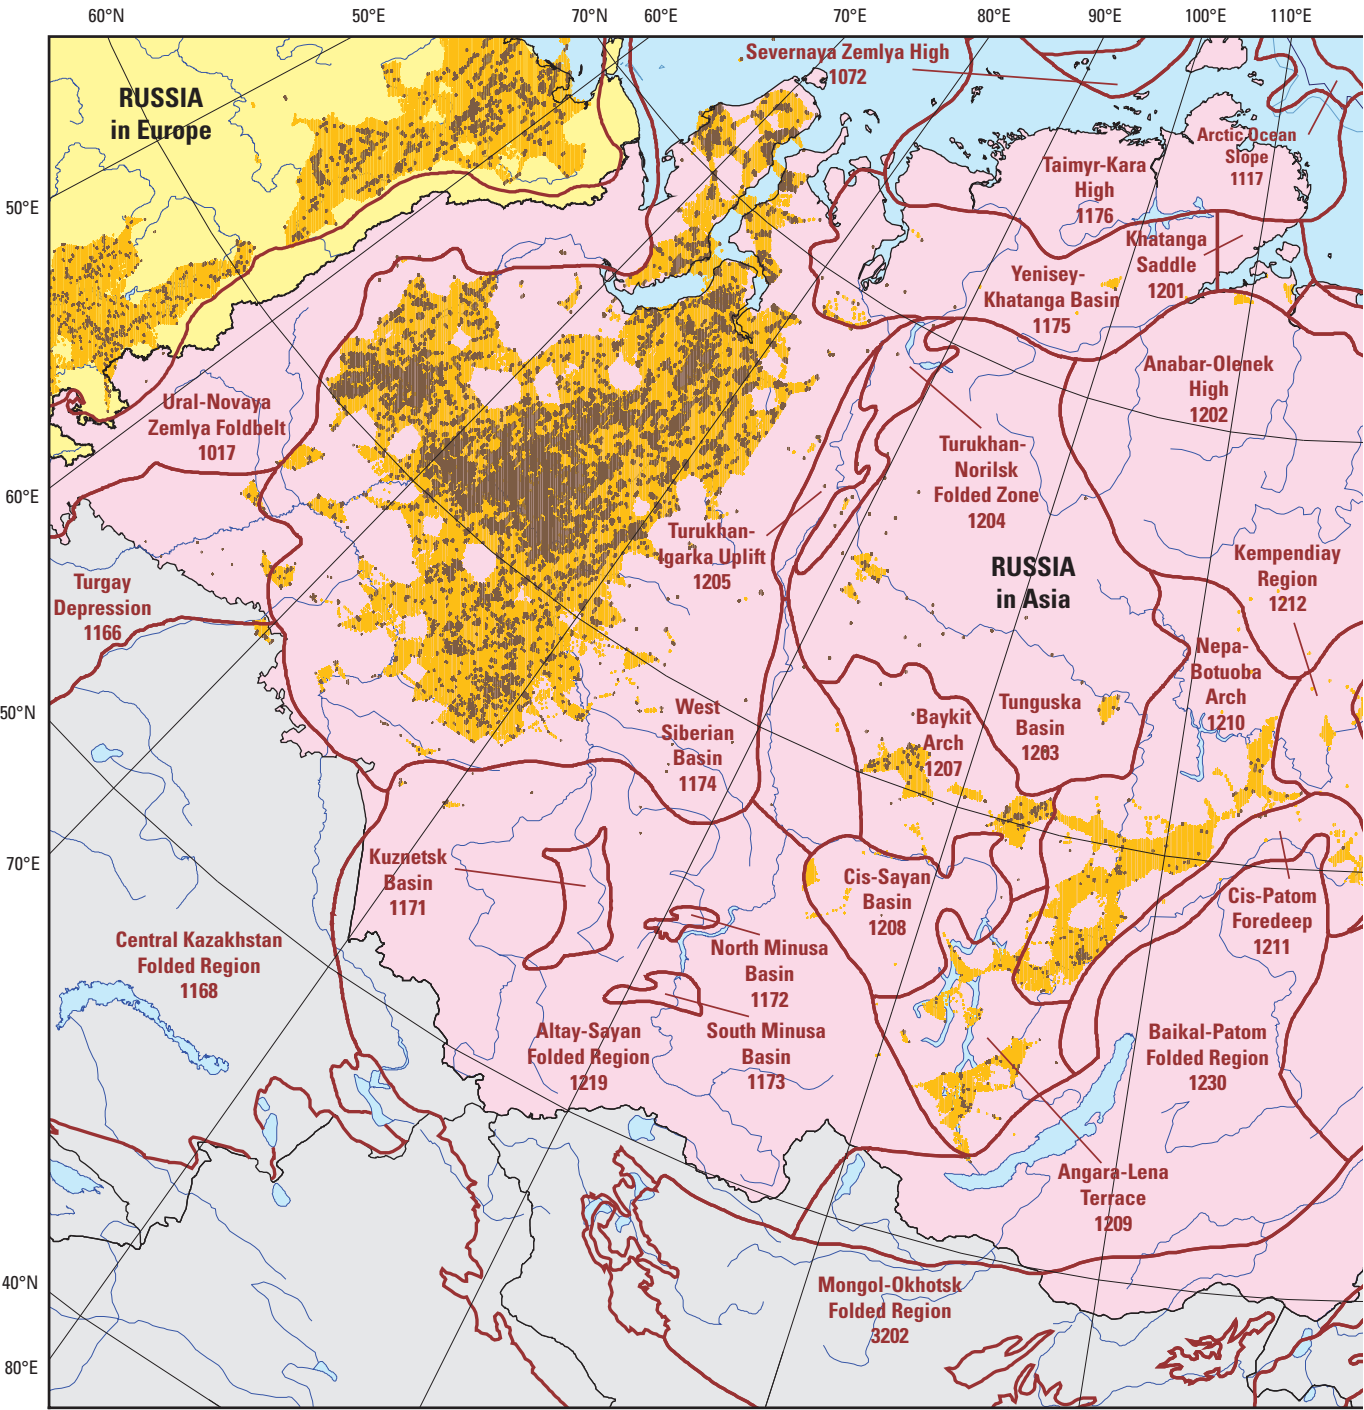 60°N
50°E
70°N
60°E
70°E
80°E
90°E
100°E
110°E
Severnaya Zemlya High
1072
RUSSIA
in Europe
Arctic Ocean
Slope
1117
Taimyr-Kara
High
1176
50°E
Khatanga
Saddle
1201
Yenisey-
Khatanga Basin
1175
Anabar-Olenek
High
1202
Ural-Novaya
Zemlya Foldbelt
1017
Turukhan-
Norilsk
Folded Zone
1204
60°E
Turukhan-
Igarka Uplift
1205
Kempendiay
Region
1212
RUSSIA
in Asia
Turgay
Depression
1166
Nepa-
Botuoba
Arch
1210
50°N
West
Siberian
Basin
1174
Baykit
Arch
1207
Tunguska
Basin
1203
70°E
Kuznetsk
Basin
1171
Cis-Sayan
Basin
1208
Cis-Patom
Foredeep
1211
Central Kazakhstan
Folded Region
1168
North Minusa
Basin
1172
Altay-Sayan
Folded Region
1219
South Minusa
Basin
1173
Baikal-Patom
Folded Region
1230
Angara-Lena
Terrace
1209
40°N
Mongol-Okhotsk
Folded Region
3202
80°E